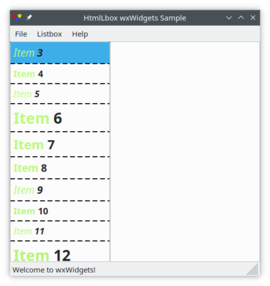 HtmlLbox wxWidgets Sample
File Listbox Help
Item 3
Item 4
Item 5
Item 6
Item 7
Item 8
Item 9
Item 10
Item 11
Item 12
Welcome to wxWidgets!